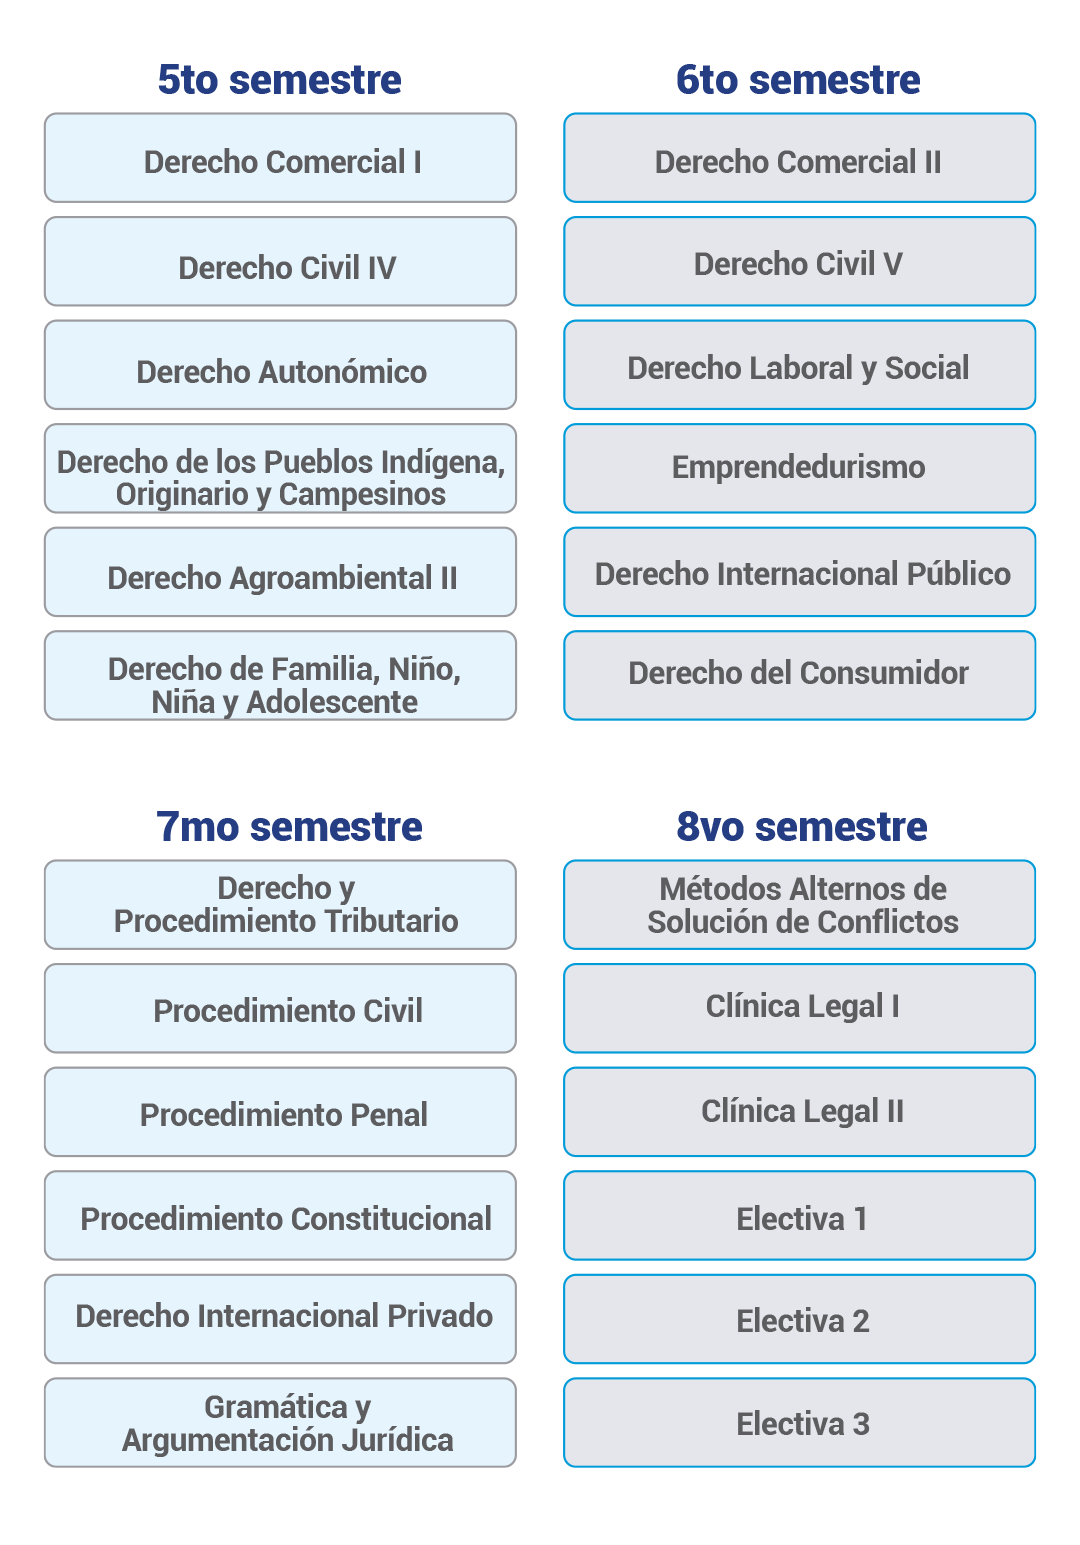 5to semestre
Derecho Comercial I
Derecho Civil IV
Derecho Autonómico
Derecho de los Pueblos Indígena,
Originario y Campesinos
Derecho Agroambiental II
Derecho de Familia, Niño,
Niña y Adolescente
6to semestre
Derecho Comercial II
Derecho Civil V
Derecho Laboral y Social
Emprendedurismo
Derecho Internacional Público
Derecho del Consumidor
7mo semestre
Derecho y
Procedimiento Tributario
Procedimiento Civil
Procedimiento Penal
Procedimiento Constitucional
Derecho Internacional Privado
Gramática y
Argumentación Jurídica
8vo semestre
Métodos Alternos de
Solución de Conflictos
Clínica Legal I
Clínica Legal II
Electiva 1
Electiva 2
Electiva 3